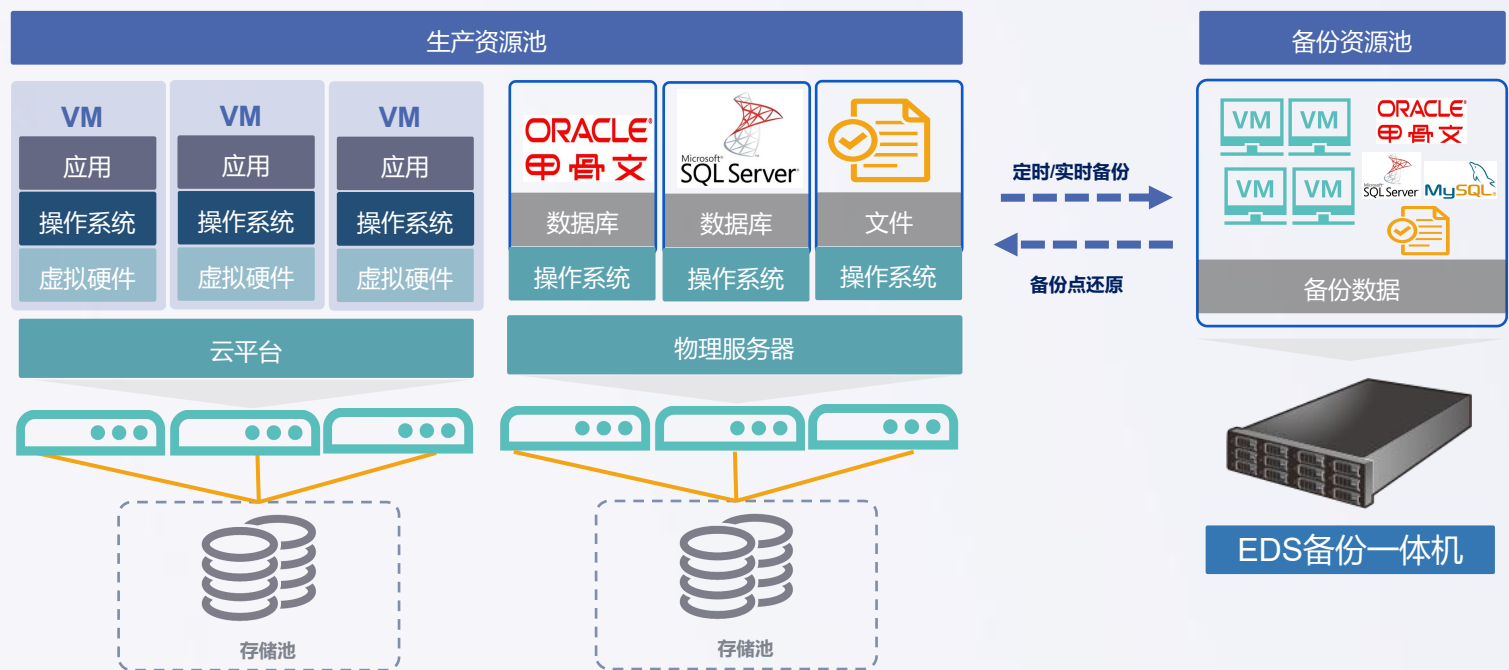 生产资源池
备份资源池
VM
VM
VM
应用
应用
应用
操作系统
操作系统
操作系统
虚拟硬件
虚拟硬件
虚拟硬件
云平台
ORACLE
甲骨文
数据库
操作系统
Microsoft
SQL Server
数据库
操作系统
文件
操作系统
物理服务器
存储池
存储池
定时/实时备份
备份点还原
VM
VM
VM
VM
ORACLE
甲骨文
SQL Server
MySQL
备份数据
EDS备份一体机